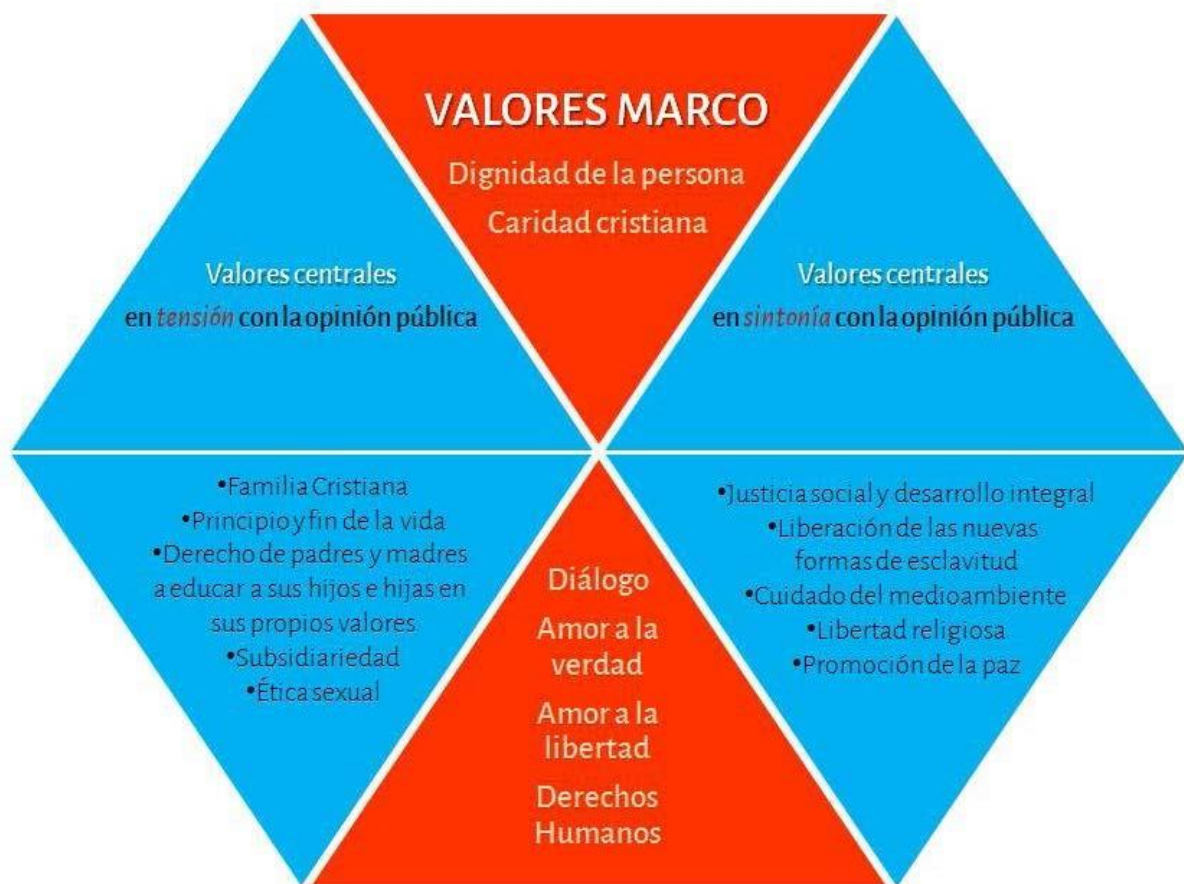 VALORES MARCO
Dignidad de la persona
Caridad cristiana
Valores centrales
en tensión con la opinión pública
Valores centrales
en sintonía con la opinión pública
•Familia Cristiana
•Principio y fin de la vida
•Derecho de padres y madres
a educar a sus hijos e hijas en
sus propios valores
•Subsidiariedad
•Ética sexual
Diálogo
Amor a la
verdad
Amor a la
libertad
Derechos
Humanos
•Justicia social y desarrollo integral
•Liberación de las nuevas
formas de esclavitud
•Cuidado del medioambiente
•Libertad religiosa
•Promoción de la paz